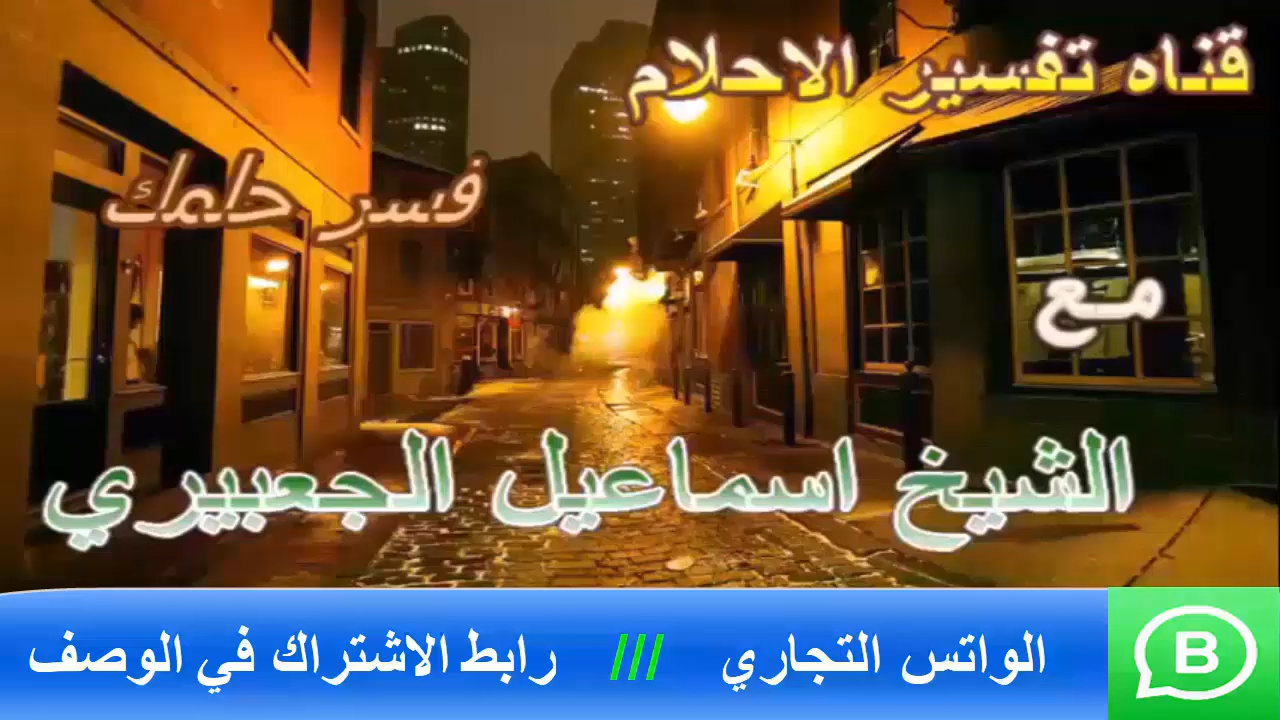 قناه تفسير الاحلام
فسر حلمك
مع
الشيخ اسماعيل الجعبيري
الواتس التجاري /// رابط الاشتراك في الوصف
B